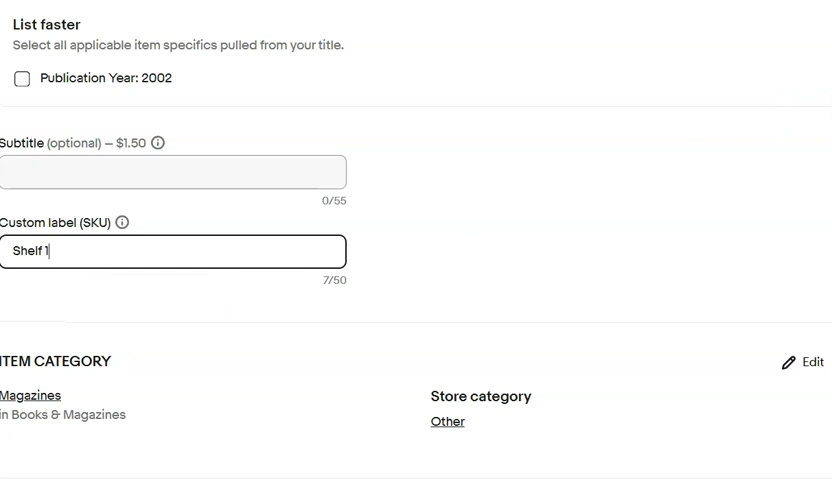 List faster
Select all applicable item specifics pulled from your title.
Publication Year: 2002
Subtitle (optional) – $1.50
0/55
Custom label (SKU)
Shelf 1
7/50
ITEM CATEGORY
Edit
Magazines
in Books & Magazines
Store category
Other